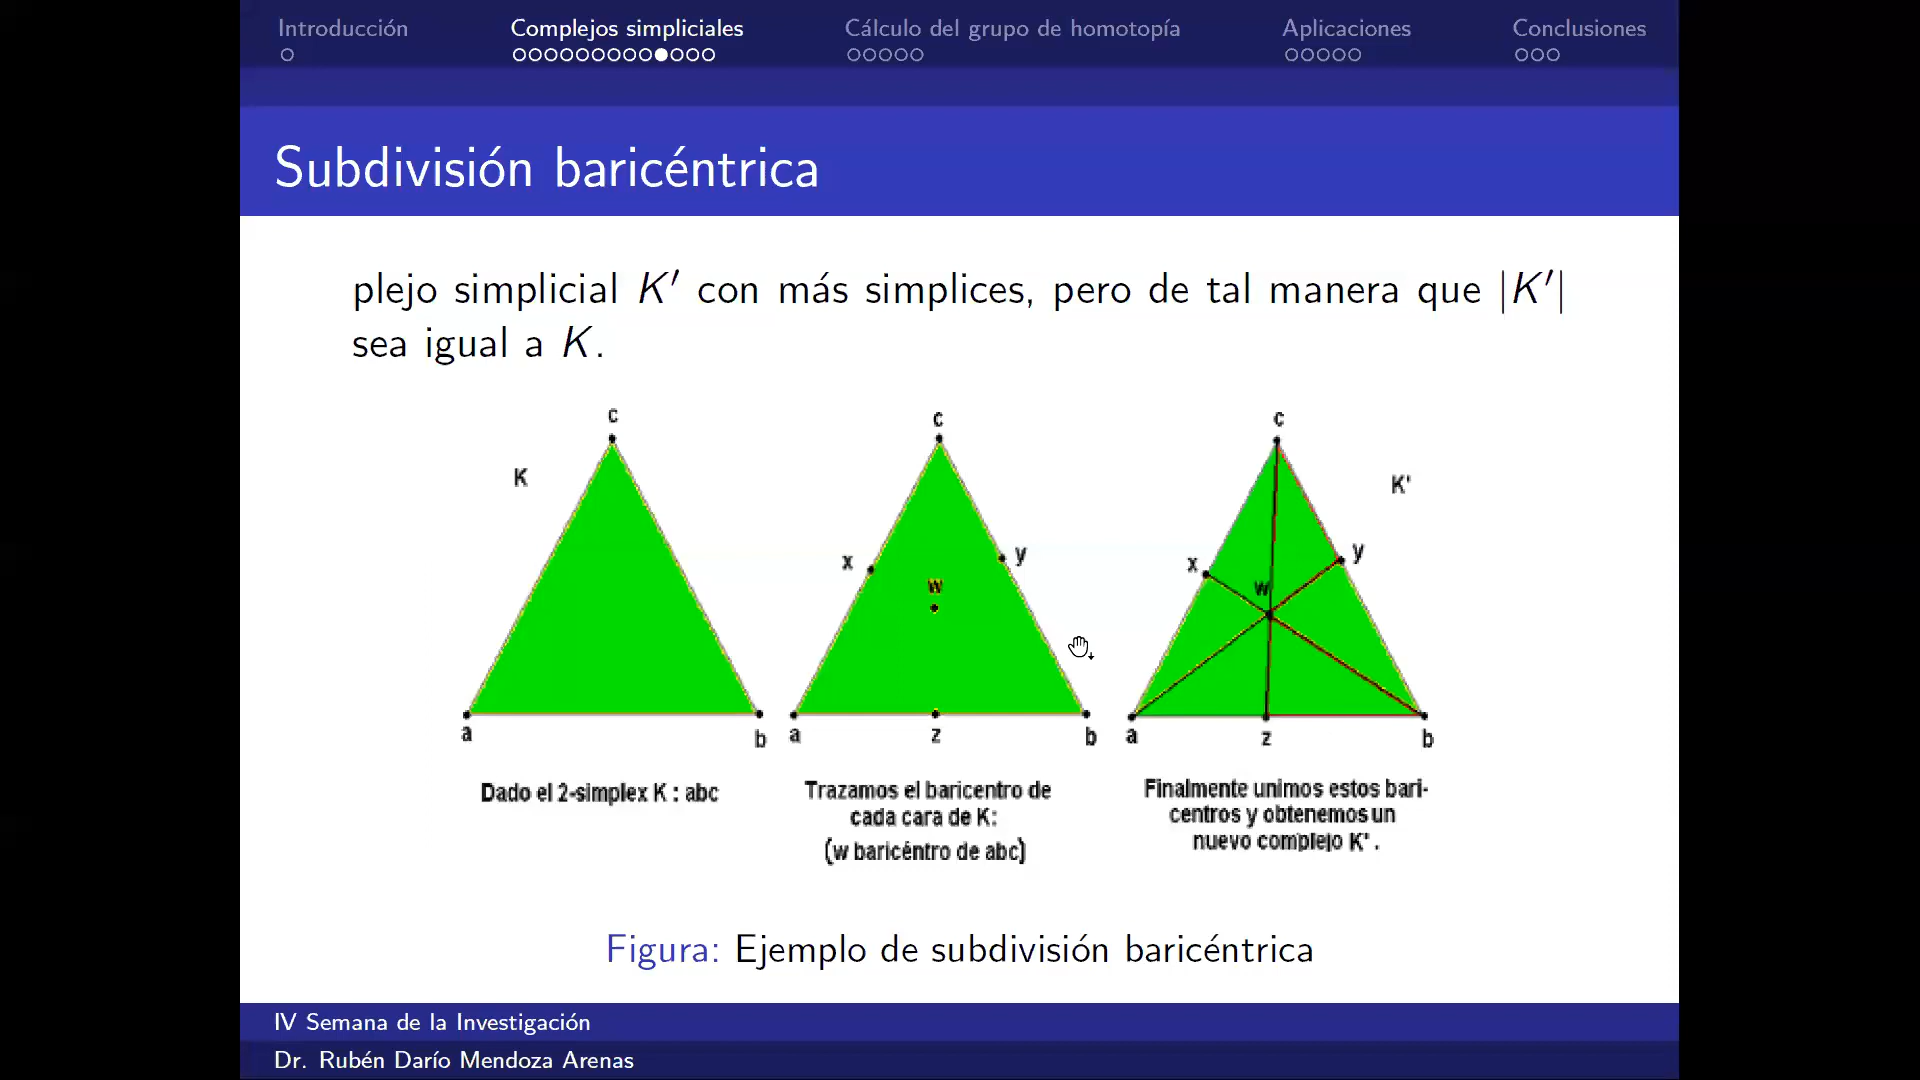 Introducción Complejos simpliciales Cálculo del grupo de homotopía Aplicaciones Conclusiones
Subdivisión baricéntrica
plejo simplicial K′ con más simplices, pero de tal manera que |K′|
sea igual a K.
c c c
K K'
x y x y
w w
a b a z b a z b
Dado el 2-simplex K : abc
Trazamos el baricentro de
cada cara de K:
(w baricéntro de abc)
Finalmente unimos estos bari-
centros y obtenemos un
nuevo complejo K' .
Figura: Ejemplo de subdivisión baricéntrica
IV Semana de la Investigación
Dr. Rubén Darío Mendoza Arenas